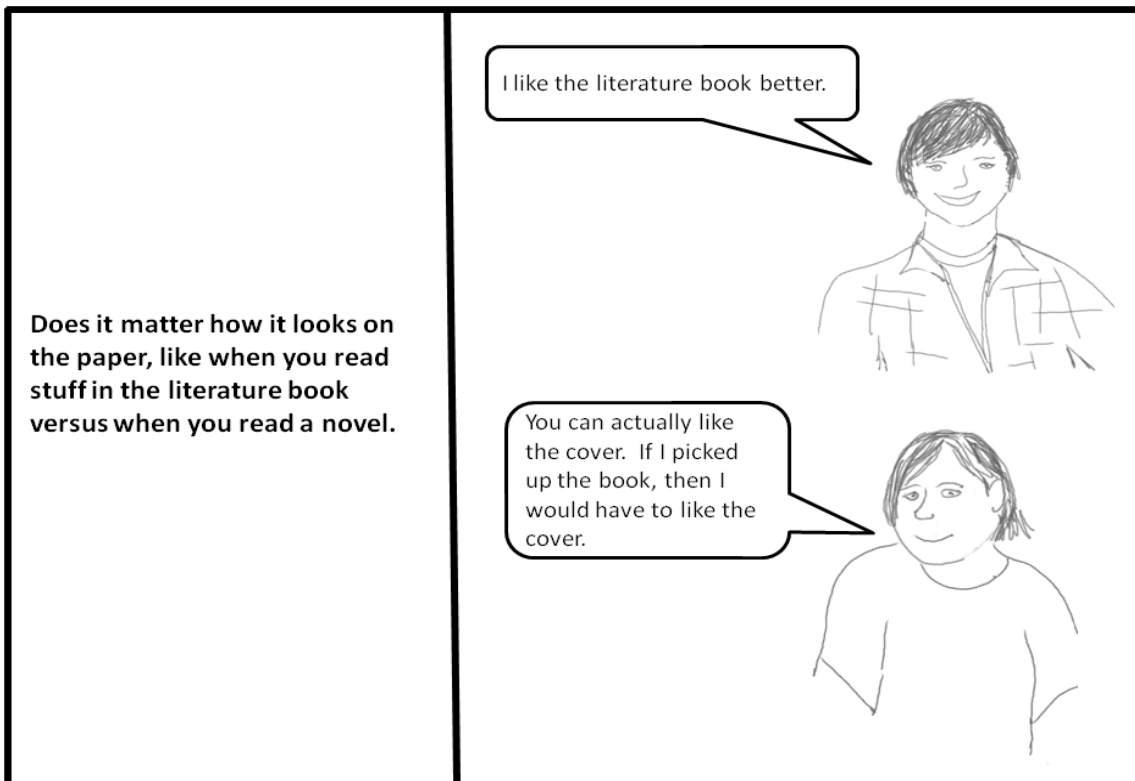 Does it matter how it looks on
the paper, like when you read
stuff in the literature book
versus when you read a novel.
I like the literature book better.
You can actually like
the cover.  If I picked
up the book, then I
would have to like the
cover.